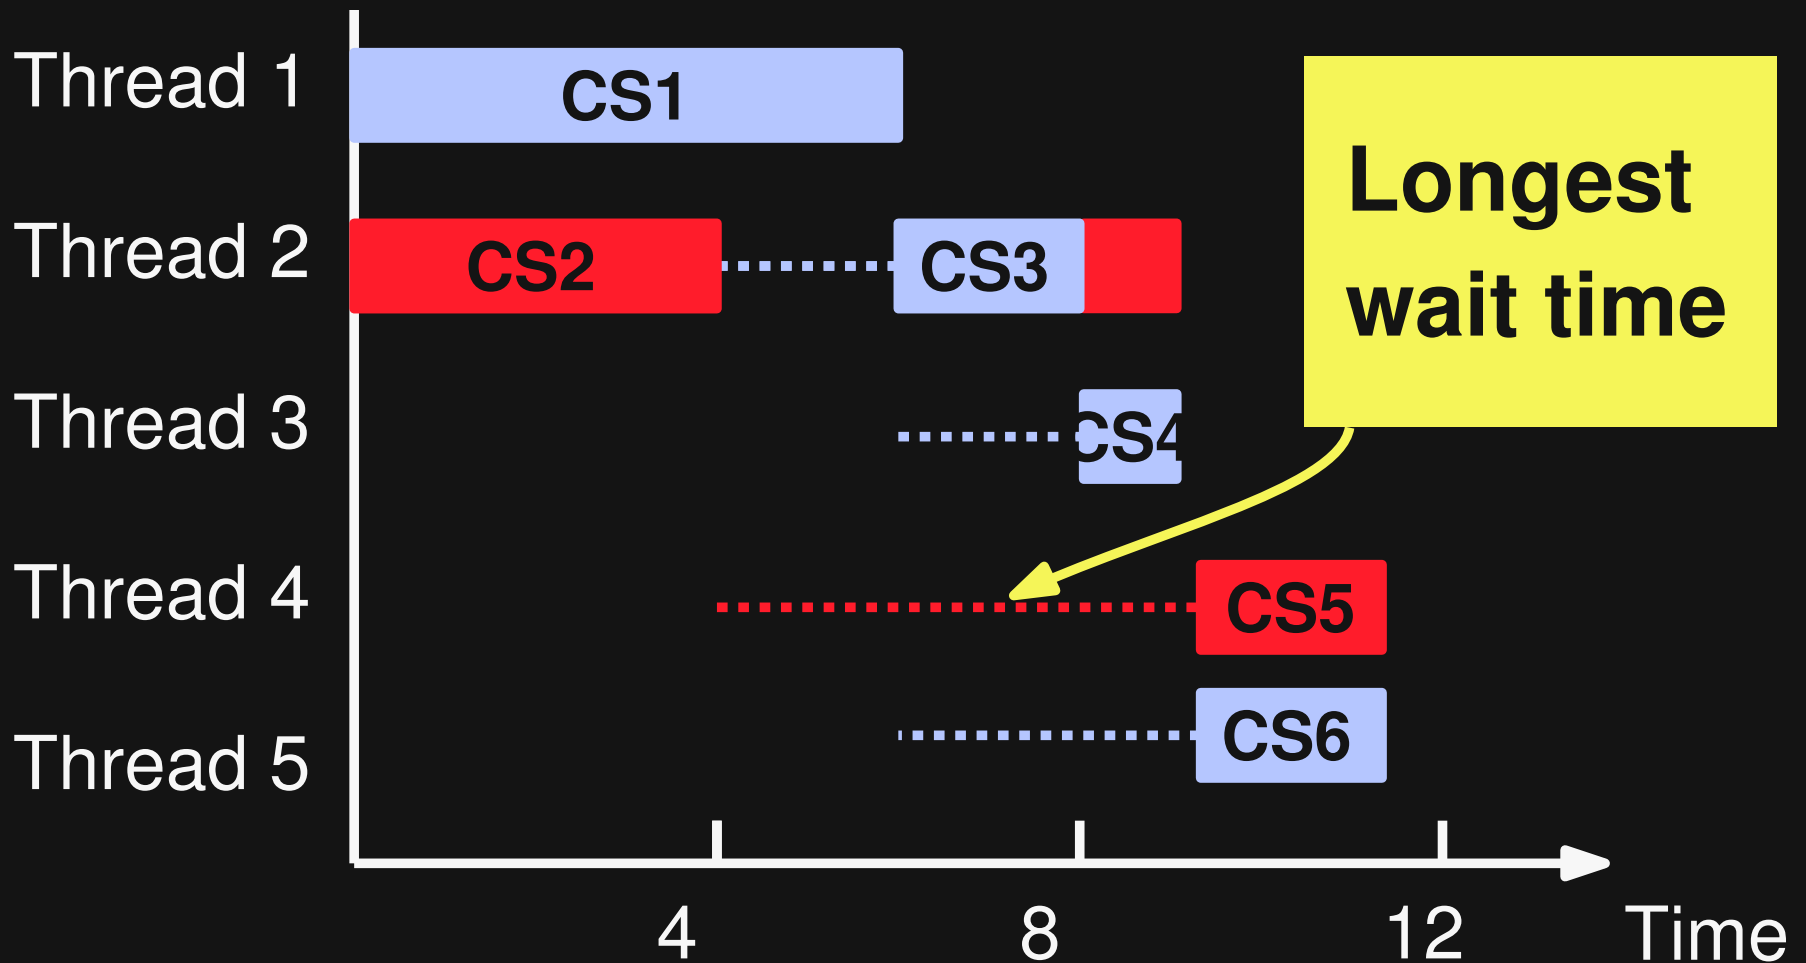 Thread 1
CS1
Longest
wait time
Thread 2
CS2
CS3
Thread 3
CS4
Thread 4
CS5
Thread 5
CS6
4
8
12
Time